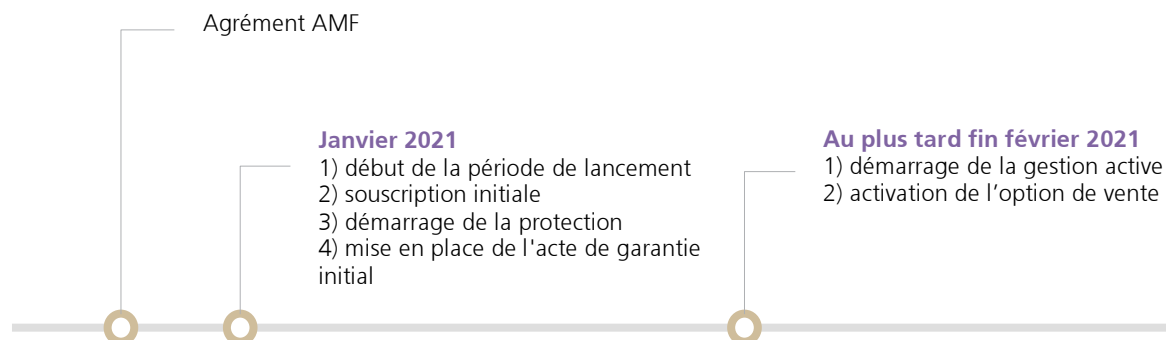 Agrément AMF
Janvier 2021
1) début de la période de lancement
2) souscription initiale
3) démarrage de la protection
4) mise en place de l'acte de garantie
initial
Au plus tard fin février 2021
1) démarrage de la gestion active
2) activation de l’option de vente